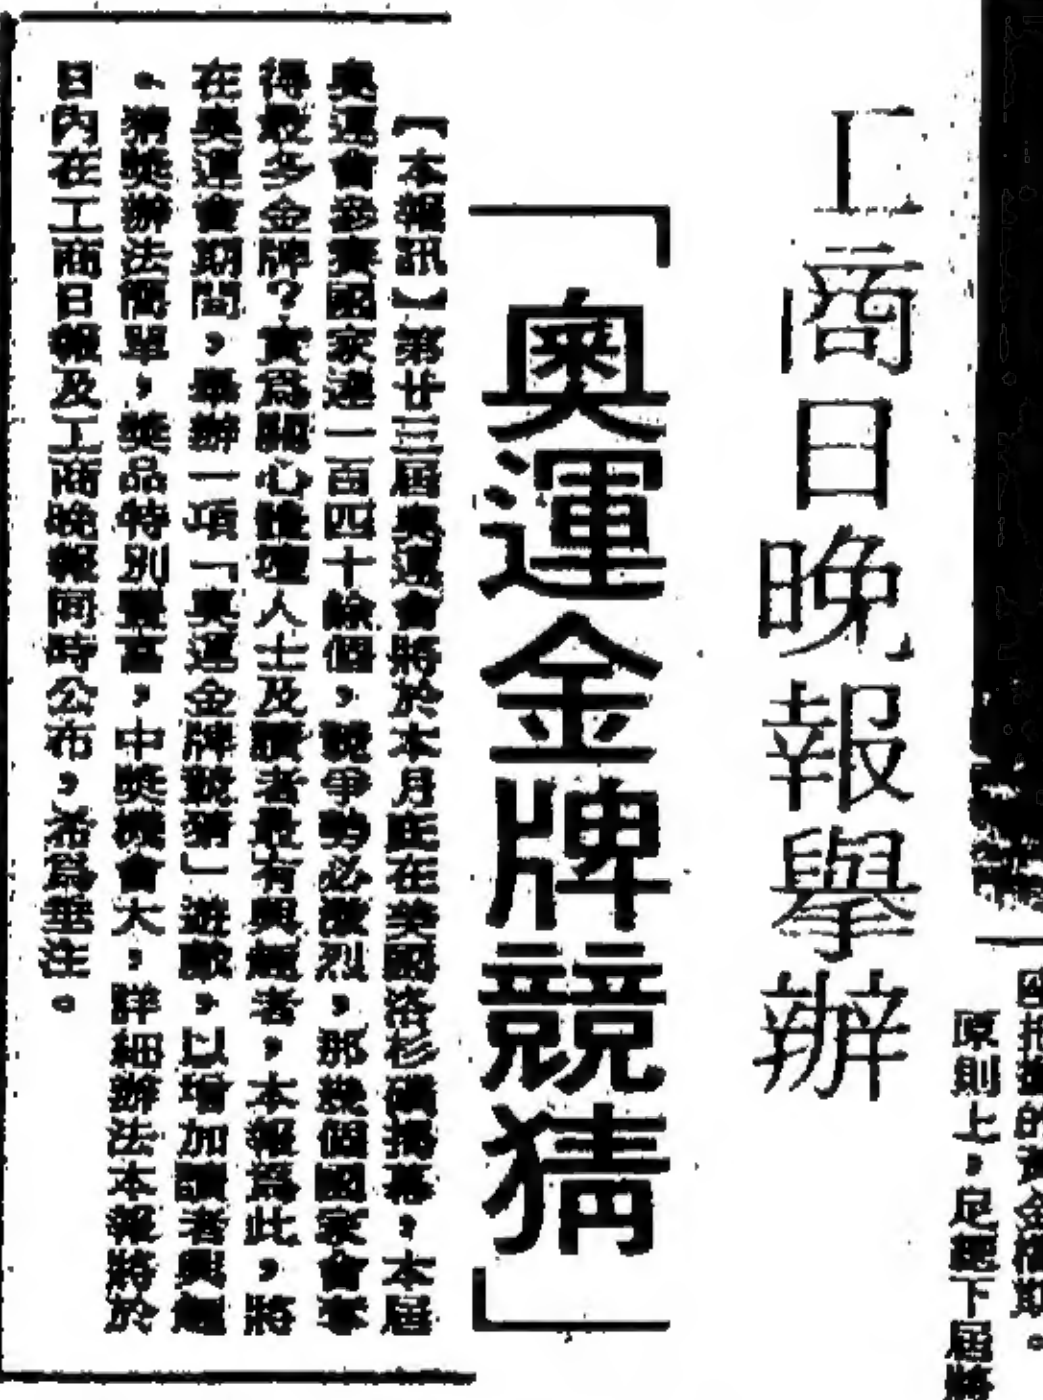 工商日晚報舉辦
「奧運金牌競猜」
【本報訊】第廿三屆奧運會將於本月底在美國洛杉磯揭幕，本屆
奧運會參賽國家達一百四十餘個，競爭勢必激烈，那幾個國家會奪
得最多金牌？實爲關心體壇人士及讀者最有興趣者，本報爲此，將
在奧運會期間，舉辦一項「奧運金牌競猜」遊戲，以增加讀者興趣
。猜獎辦法簡單，獎品特別豐富，中獎機會大，詳細辦法本報將於
日內在工商日報及工商晚報同時公布，希爲垂注。
原則上，足總下屆將